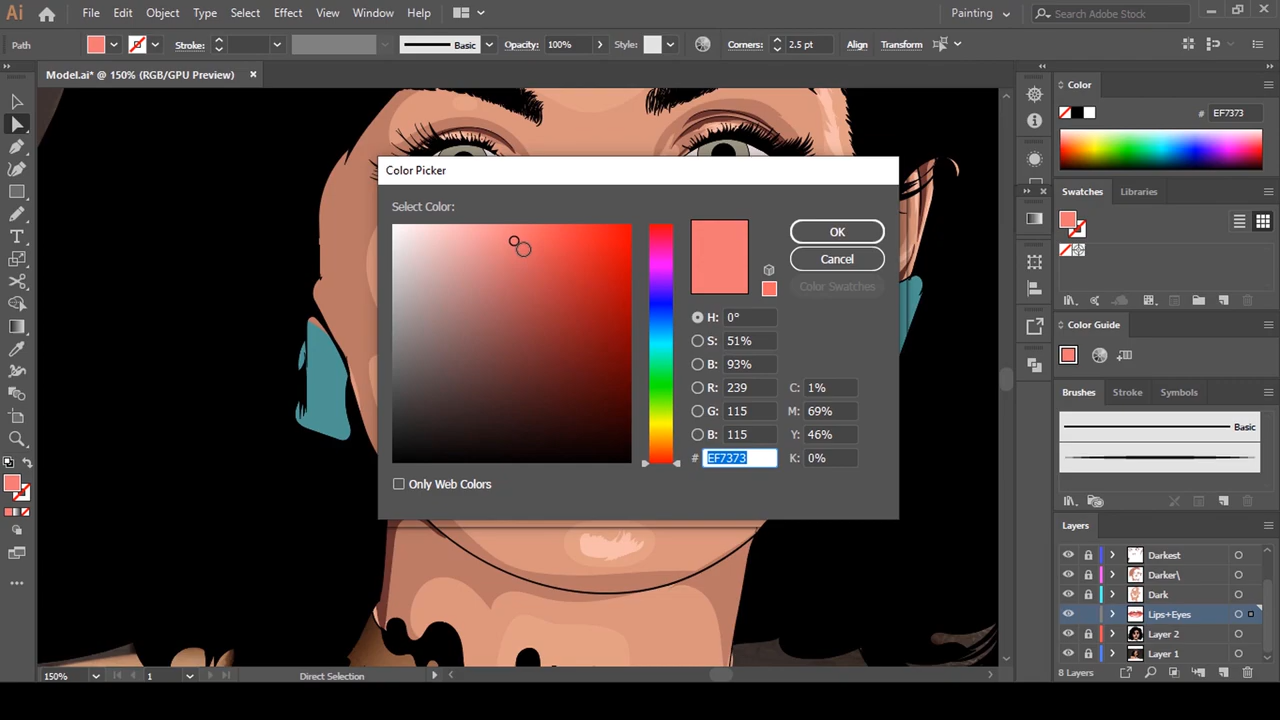 Ai File Edit Object Type Select Effect View Window Help Painting Search Adobe Stock
Path Stroke: Basic Opacity: 100% Style: Corners: 2.5 pt Align Transform
Model.ai* @ 150% (RGB/GPU Preview)
Color
# EF7373
Color Picker
Select Color:
OK
Cancel
Color Swatches
H: 0°
S: 51%
B: 93%
R: 239 C: 1%
G: 115 M: 69%
B: 115 Y: 46%
# EF7373 K: 0%
Only Web Colors
Swatches Libraries
Color Guide
Brushes Stroke Symbols
Basic
Layers
Darkest
Darker\
Dark
Lips+Eyes
Layer 2
Layer 1
8 Layers
150% 1 Direct Selection